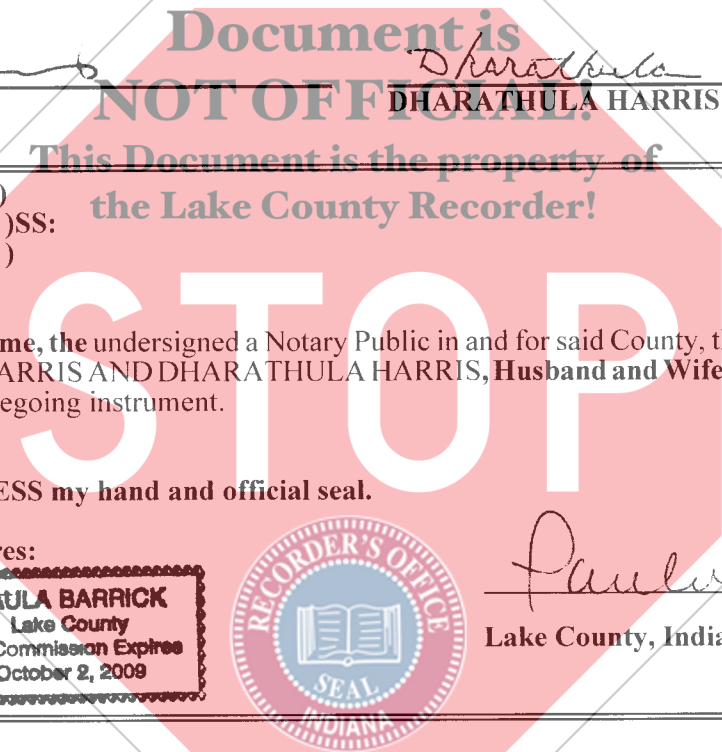 Document is
Dharathula
NOT OFFICIAL!
DHARATHULA HARRIS
This Document is the property of
the Lake County Recorder!
)
)SS:
)
STOP
me, the undersigned a Notary Public in and for said County, t
ARRIS AND DHARATHULA HARRIS, Husband and Wife
egoing instrument.
ESS my hand and official seal.
res:
AULA BARRICK
Lake County
Commission Expires
October 2, 2009
RECORDER'S OFFICE
SEAL
INDIANA
Paula
Lake County, India